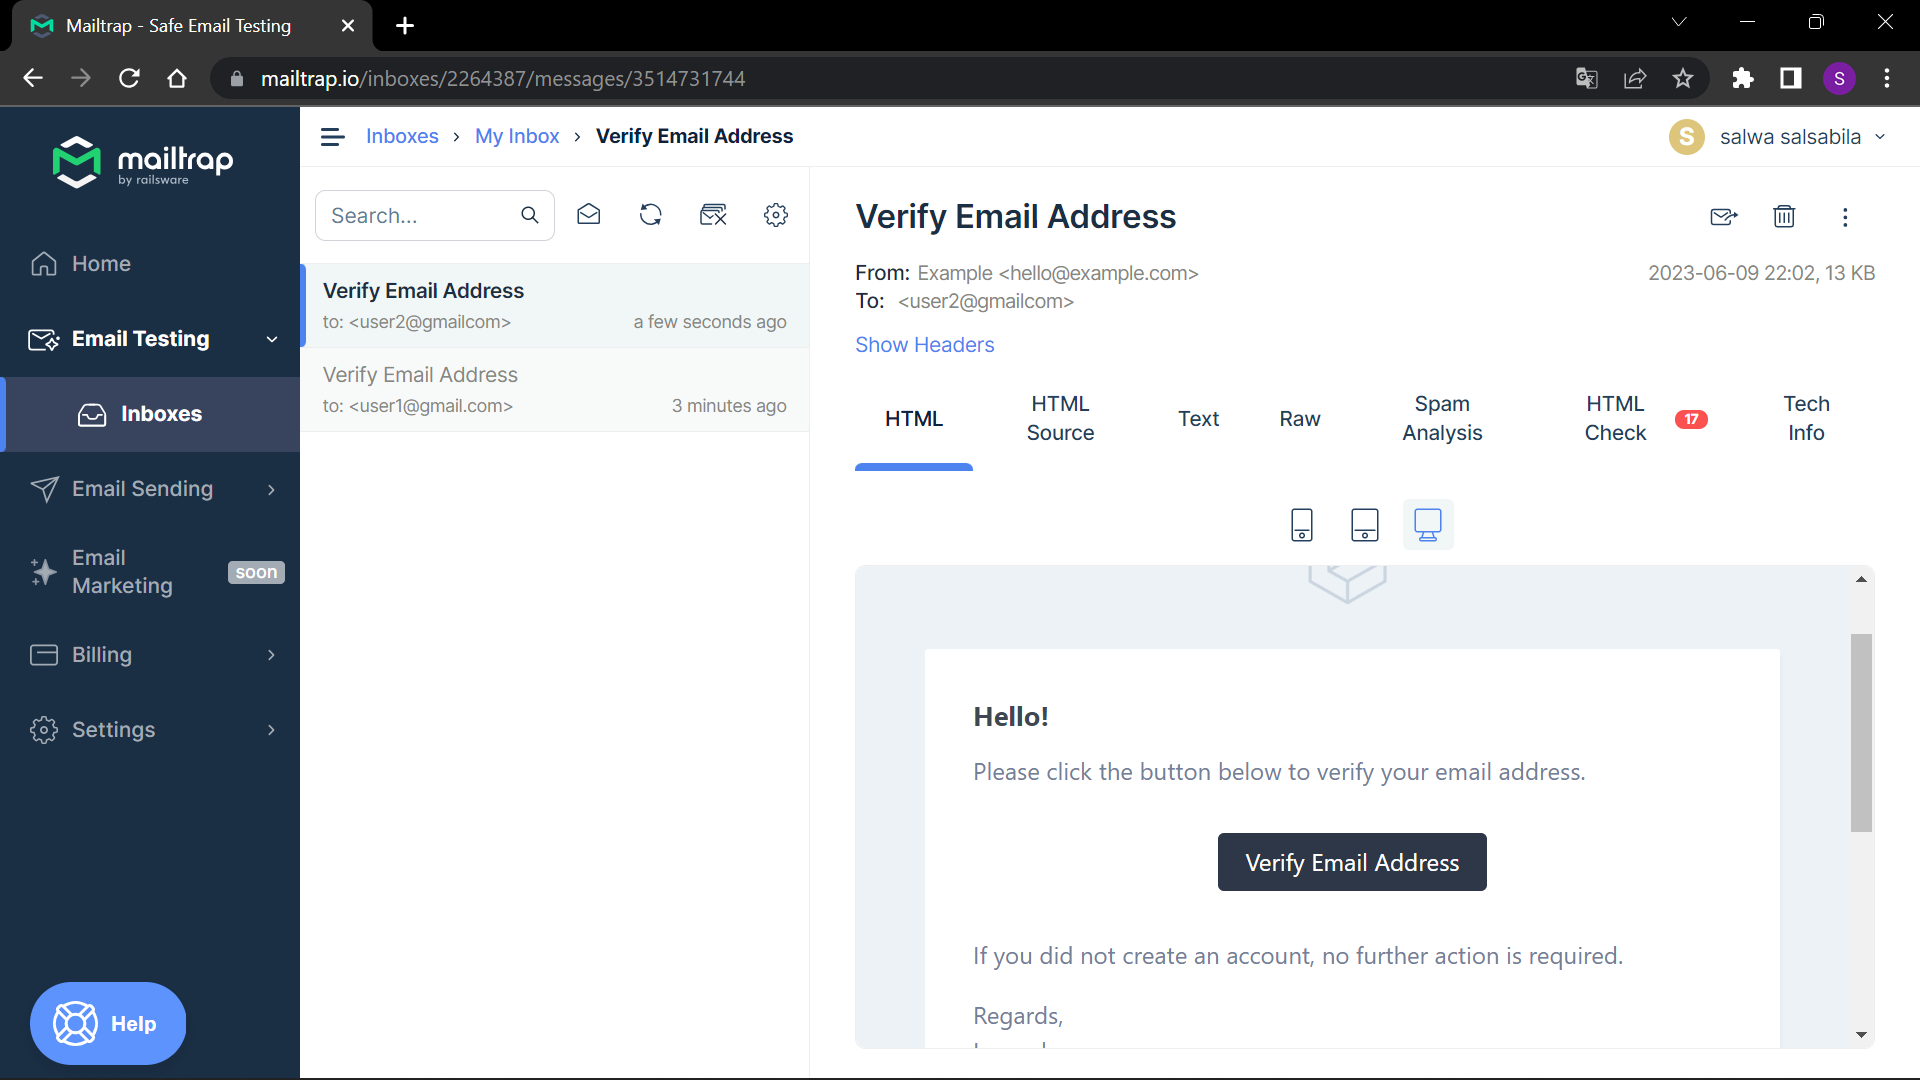 Mailtrap - Safe Email Testing
mailtrap.io/inboxes/2264387/messages/3514731744
S
mailtrap
by railsware
Home
Email Testing
Inboxes
Email Sending
Email
Marketing
soon
Billing
Settings
Help
Inboxes › My Inbox › Verify Email Address
S
salwa salsabila
Search...
Verify Email Address
to: <user2@gmailcom>
a few seconds ago
Verify Email Address
to: <user1@gmail.com>
3 minutes ago
Verify Email Address
From: Example <hello@example.com>
2023-06-09 22:02, 13 KB
To: <user2@gmailcom>
Show Headers
HTML
HTML
Source
Text
Raw
Spam
Analysis
HTML
Check
17
Tech
Info
Hello!
Please click the button below to verify your email address.
Verify Email Address
If you did not create an account, no further action is required.
Regards,